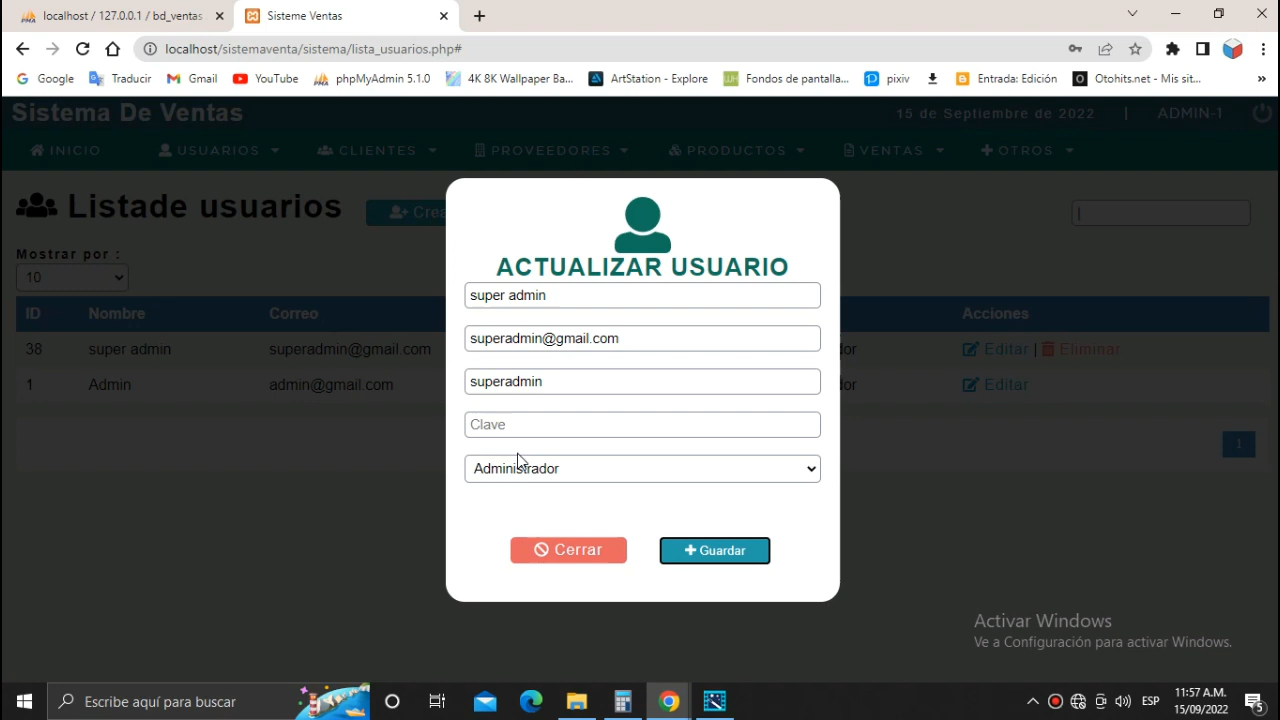 localhost / 127.0.0.1 / bd_ventas
Sisteme Ventas
localhost/sistemaventa/sistema/lista_usuarios.php#
Google
Traducir
Gmail
YouTube
phpMyAdmin 5.1.0
4K 8K Wallpaper Ba...
ArtStation - Explore
Fondos de pantalla...
pixiv
Entrada: Edición
Otohits.net - Mis sit...
»
Sistema De Ventas
15 de Septiembre de 2022 | ADMIN-1
INICIO
USUARIOS
CLIENTES
PROVEEDORES
PRODUCTOS
VENTAS
OTROS
Listade usuarios
Crea
Mostrar por :
10
ID Nombre Correo Acciones
38 super admin superadmin@gmail.com dor Editar | Eliminar
1 Admin admin@gmail.com dor Editar
1
ACTUALIZAR USUARIO
super admin
superadmin@gmail.com
superadmin
Clave
Administrador
Cerrar
Guardar
Activar Windows
Ve a Configuración para activar Windows.
Escribe aquí para buscar
ESP
11:57 A.M.
15/09/2022
5